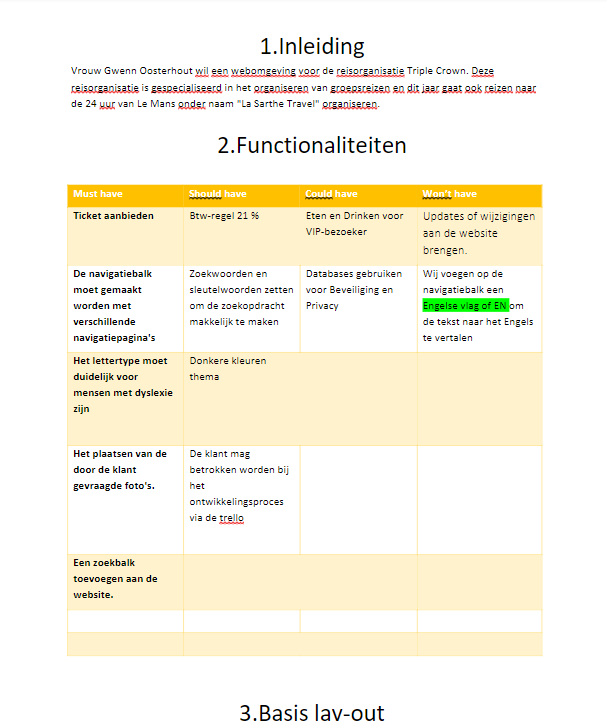 1.Inleiding
Vrouw Gwenn Oosterhout wil een webomgeving voor de reisorganisatie Triple Crown. Deze
reisorganisatie is gespecialiseerd in het organiseren van groepsreizen en dit jaar gaat ook reizen naar
de 24 uur van Le Mans onder naam "La Sarthe Travel" organiseren.
2.Functionaliteiten
Must have
Should have
Could have
Won't have
Ticket aanbieden
Btw-regel 21 %
Eten en Drinken voor
VIP-bezoeker
Updates of wijzigingen
aan de website
brengen.
De navigatiebalk
moet gemaakt
worden met
verschillende
navigatiepagina's
Zoekwoorden en
sleutelwoorden zetten
om de zoekopdracht
makkelijk te maken
Databases gebruiken
voor Beveiliging en
Privacy
Wij voegen op de
navigatiebalk een
Engelse vlag of EN om
de tekst naar het Engels
te vertalen
Het lettertype moet
duidelijk voor
mensen met dyslexie
zijn
Donkere kleuren
thema
Het plaatsen van de
door de klant
gevraagde foto's.
De klant mag
betrokken worden bij
het
ontwikkelingsproces
via de trello
Een zoekbalk
toevoegen aan de
website.
3.Basis lay-out